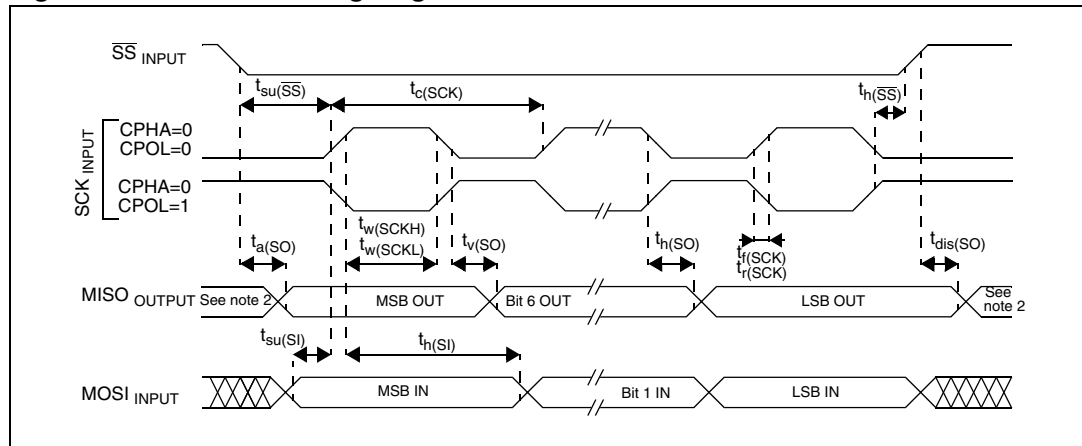 SS INPUT
tsu(SS)
tc(SCK)
th(SS)
SCK INPUT
CPHA=0
CPOL=0
CPHA=0
CPOL=1
ta(SO)
tw(SCKH)
tw(SCKL)
tv(SO)
th(SO)
tf(SCK)
tr(SCK)
tdis(SO)
MISO OUTPUT
See note 2
MSB OUT
Bit 6 OUT
LSB OUT
See
note 2
tsu(SI)
th(SI)
MOSI INPUT
MSB IN
Bit 1 IN
LSB IN